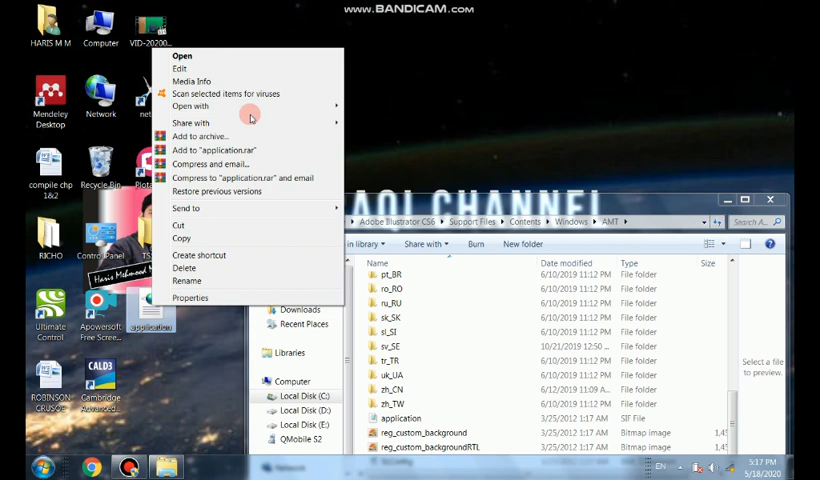 WWW.BANDICAM.COM
HARIS M M
Computer
VID-20200...
Mendeley
Desktop
Network
compile chp
1&2
Recycle Bin
RICHO
Control Panel
Haris Mehmood
Ultimate
Control
Apowersoft
Free Scree...
application
ROBINSON
CRUSOE
CALD3
Cambridge
Advanced...
Open
Edit
Media Info
Scan selected items for viruses
Open with
Share with
Add to archive...
Add to "application.rar"
Compress and email...
Compress to "application.rar" and email
Restore previous versions
Send to
Cut
Copy
Create shortcut
Delete
Rename
Properties
AQI CHANNEL
Adobe Illustrator CS6 Support Files Contents Windows AMT
Search A...
in library Share with Burn New folder
Name Date modified Type Size
pt_BR 6/10/2019 11:12 PM File folder
ro_RO 6/10/2019 11:12 PM File folder
ru_RU 6/10/2019 11:12 PM File folder
sk_SK 6/10/2019 11:12 PM File folder
sl_SI 6/10/2019 11:12 PM File folder
sv_SE 10/21/2019 12:50 ... File folder
tr_TR 6/10/2019 11:12 PM File folder
uk_UA 6/10/2019 11:12 PM File folder
zh_CN 6/12/2019 11:09 A... File folder
zh_TW 6/10/2019 11:12 PM File folder
application 3/25/2012 1:17 AM SIF File
reg_custom_background 3/25/2012 1:17 AM Bitmap image 1,45
reg_custom_backgroundRTL 3/25/2012 1:17 AM Bitmap image 1,45
Downloads
Recent Places
Libraries
Computer
Local Disk (C:)
Local Disk (D:)
Local Disk (E:)
QMobile S2
Network
Select a file
to preview.
EN
5:17 PM
5/18/2020